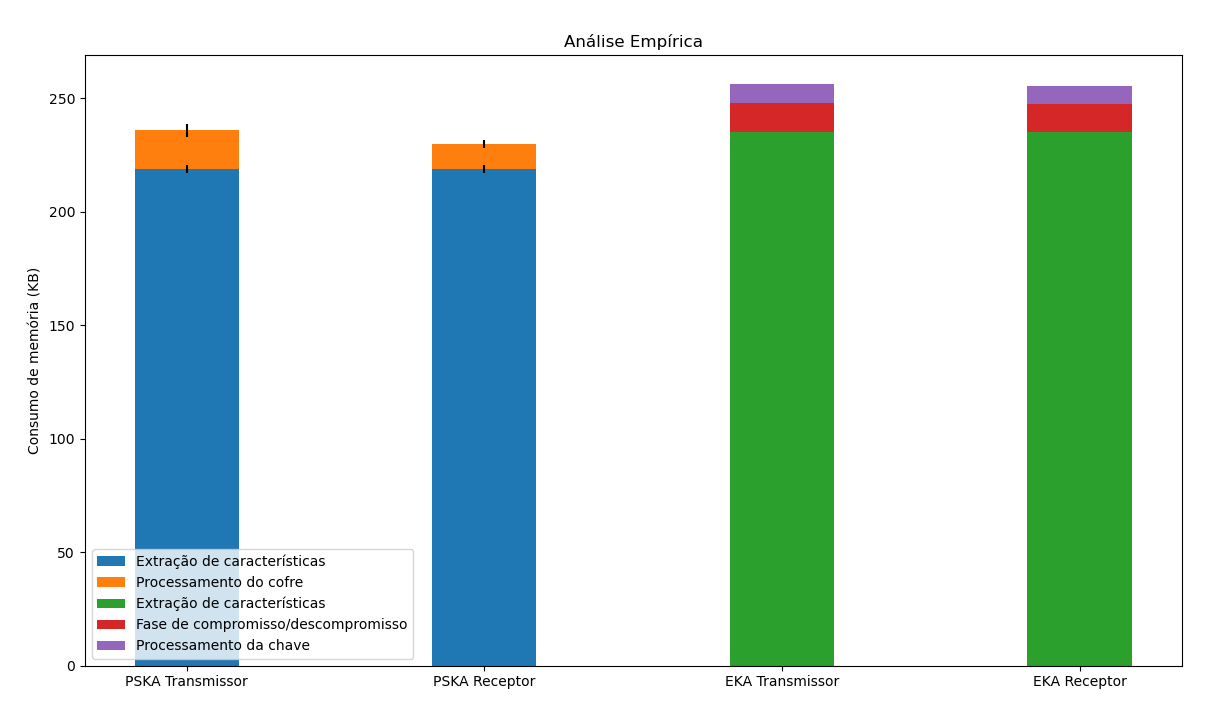 Análise Empírica
Consumo de memória (KB)
250
200
150
100
50
0
Extração de características
Processamento do cofre
Extração de características
Fase de compromisso/descompromisso
Processamento da chave
PSKA Transmissor
PSKA Receptor
EKA Transmissor
EKA Receptor